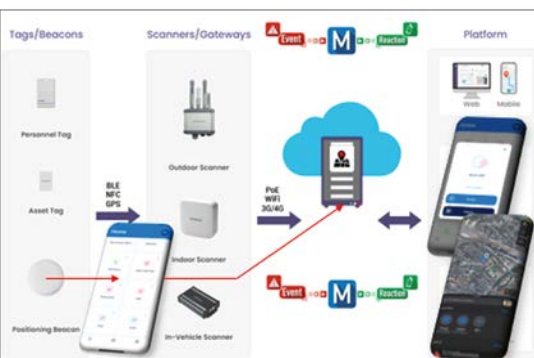 Tags/Beacons
Scanners/Gateways
Event
M
Reaction
Platform
Web
Mobile
Personnel Tag
Outdoor Scanner
Asset Tag
BLE
NFC
GPS
PoE
WiFi
3G/4G
Home
Indoor Scanner
Positioning Beacon
In-Vehicle Scanner
Event
M
Reaction